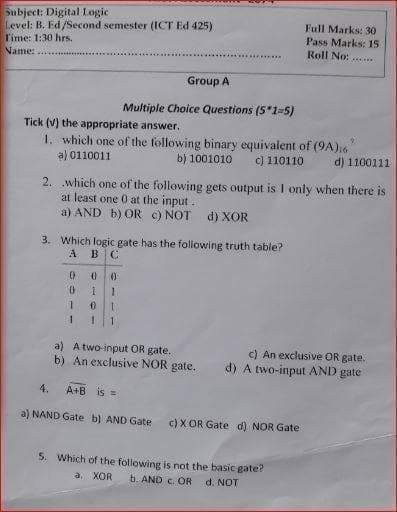 Subject: Digital Logic
Level: B. Ed/Second semester (ICT Ed 425)
Full Marks: 30
Time: 1:30 hrs.
Pass Marks: 15
Name: ..........................................................
Roll No: ......
Group A
Multiple Choice Questions (5*1=5)
Tick (√) the appropriate answer.
1. which one of the following binary equivalent of (9A)₁₆ ?
a) 0110011 b) 1001010 c) 110110 d) 1100111
2. .which one of the following gets output is 1 only when there is
at least one 0 at the input .
a) AND b) OR c) NOT d) XOR
3. Which logic gate has the following truth table?
A B C
0 0 0
0 1 1
1 0 1
1 1 1
a) A two-input OR gate. c) An exclusive OR gate.
b) An exclusive NOR gate. d) A two-input AND gate
4. A̅+̅B̅ is =
a) NAND Gate b) AND Gate c) X OR Gate d) NOR Gate
5. Which of the following is not the basic gate?
a. XOR b. AND c. OR d. NOT